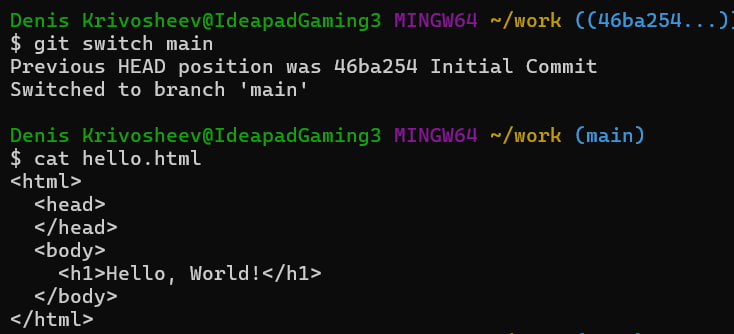 Denis Krivosheev@IdeapadGaming3 MINGW64 ~/work ((46ba254...))
$ git switch main
Previous HEAD position was 46ba254 Initial Commit
Switched to branch 'main'
Denis Krivosheev@IdeapadGaming3 MINGW64 ~/work (main)
$ cat hello.html
<html>
  <head>
  </head>
  <body>
    <h1>Hello, World!</h1>
  </body>
</html>